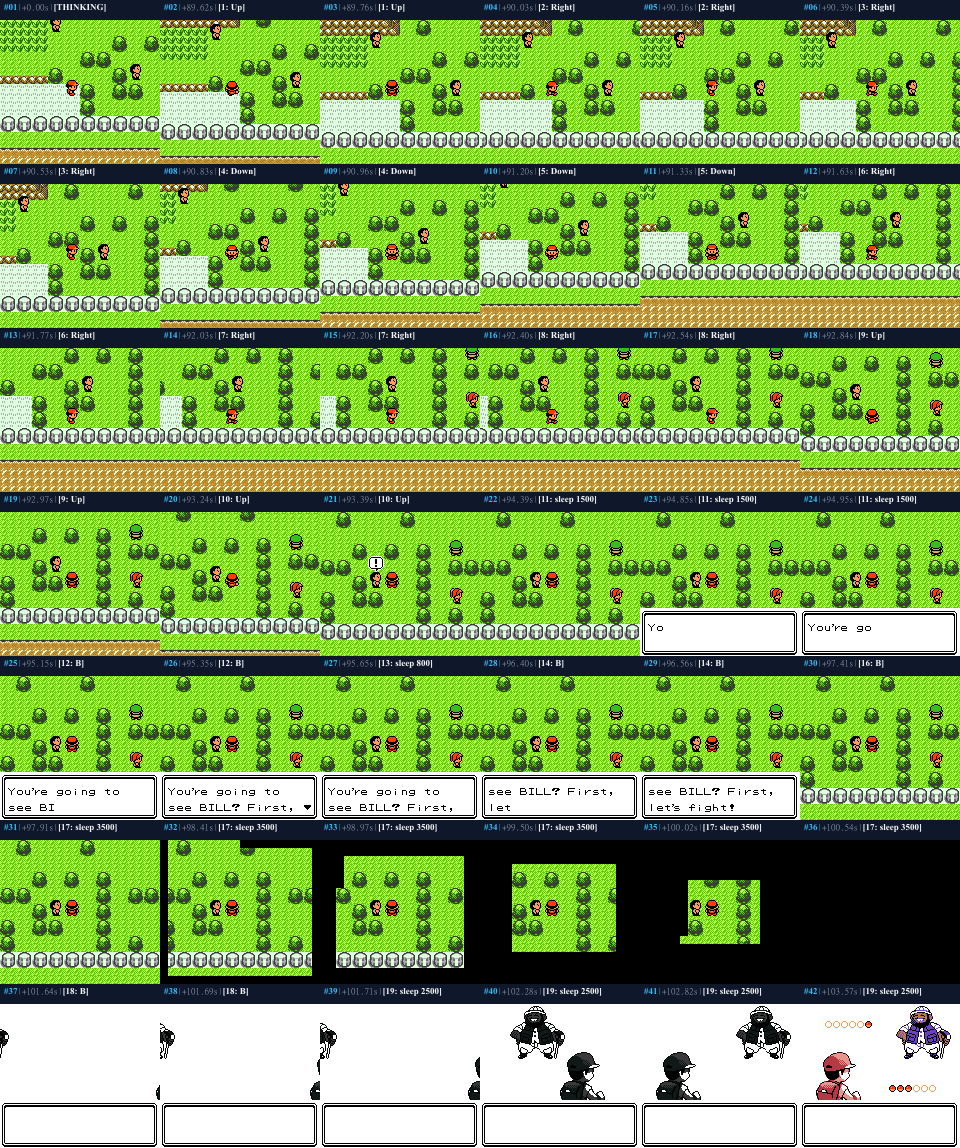 #01|+0.00s|[THINKING]
#02|+89.62s|[1: Up]
#03|+89.76s|[1: Up]
#04|+90.03s|[2: Right]
#05|+90.16s|[2: Right]
#06|+90.39s|[3: Right]
#07|+90.53s|[3: Right]
#08|+90.83s|[4: Down]
#09|+90.96s|[4: Down]
#10|+91.20s|[5: Down]
#11|+91.33s|[5: Down]
#12|+91.63s|[6: Right]
#13|+91.77s|[6: Right]
#14|+92.03s|[7: Right]
#15|+92.20s|[7: Right]
#16|+92.40s|[8: Right]
#17|+92.54s|[8: Right]
#18|+92.84s|[9: Up]
#19|+92.97s|[9: Up]
#20|+93.24s|[10: Up]
#21|+93.39s|[10: Up]
#22|+94.39s|[11: sleep 1500]
#23|+94.85s|[11: sleep 1500]
#24|+94.95s|[11: sleep 1500]
!
Yo
You're go
#25|+95.15s|[12: B]
#26|+95.35s|[12: B]
#27|+95.65s|[13: sleep 800]
#28|+96.40s|[14: B]
#29|+96.56s|[14: B]
#30|+97.41s|[16: B]
You're going to
see BI
You're going to
see BILL? First,
You're going to
see BILL? First,
see BILL? First,
let
see BILL? First,
let's fight!
#31|+97.91s|[17: sleep 3500]
#32|+98.41s|[17: sleep 3500]
#33|+98.97s|[17: sleep 3500]
#34|+99.50s|[17: sleep 3500]
#35|+100.02s|[17: sleep 3500]
#36|+100.54s|[17: sleep 3500]
#37|+101.64s|[18: B]
#38|+101.69s|[18: B]
#39|+101.71s|[19: sleep 2500]
#40|+102.28s|[19: sleep 2500]
#41|+102.82s|[19: sleep 2500]
#42|+103.57s|[19: sleep 2500]